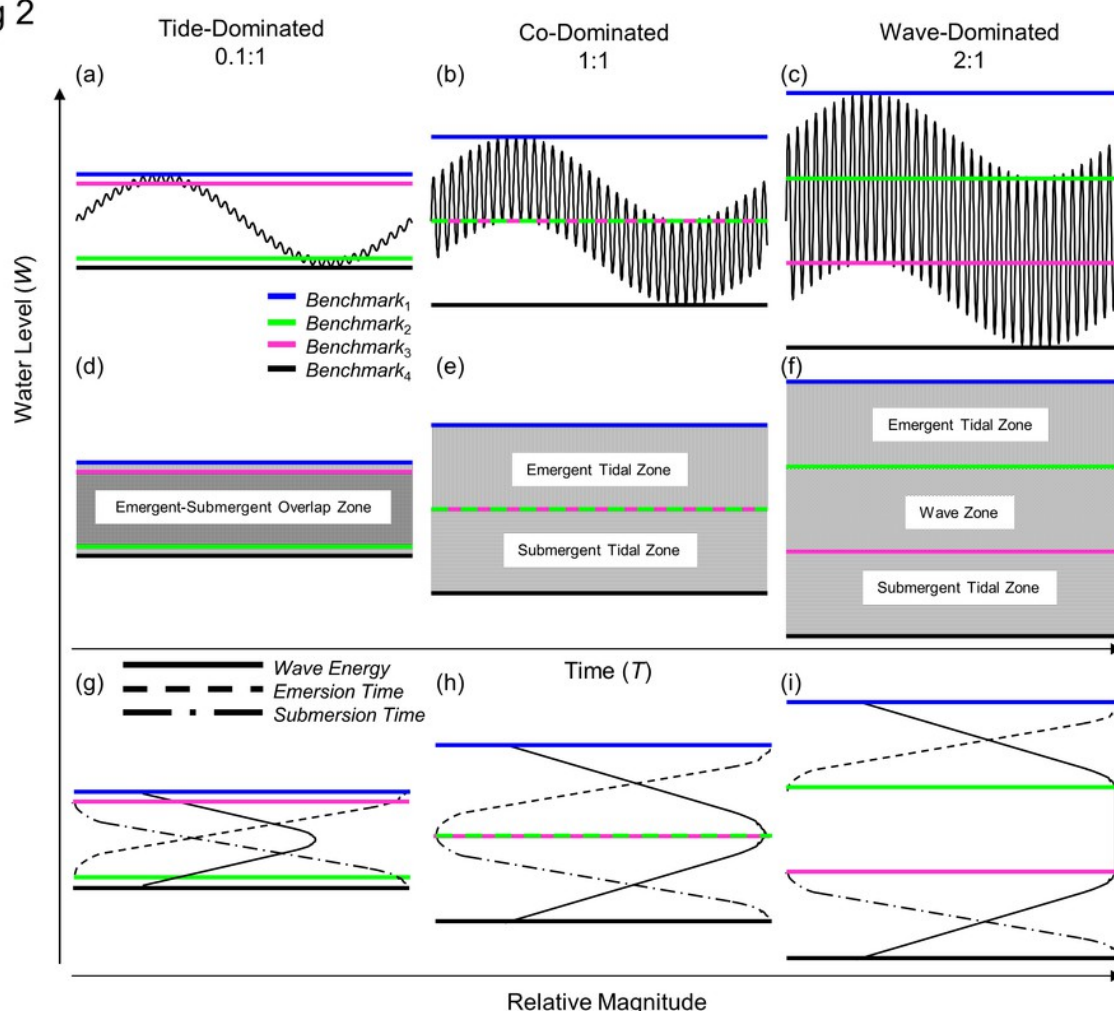 g 2
Tide-Dominated
0.1:1
Co-Dominated
1:1
Wave-Dominated
2:1
(a)
(b)
(c)
Water Level (W)
Benchmark1
Benchmark2
Benchmark3
Benchmark4
(d)
(e)
(f)
Emergent-Submergent Overlap Zone
Emergent Tidal Zone
Submergent Tidal Zone
Emergent Tidal Zone
Wave Zone
Submergent Tidal Zone
Time (T)
(g)
(h)
(i)
Wave Energy
Emersion Time
Submersion Time
Relative Magnitude